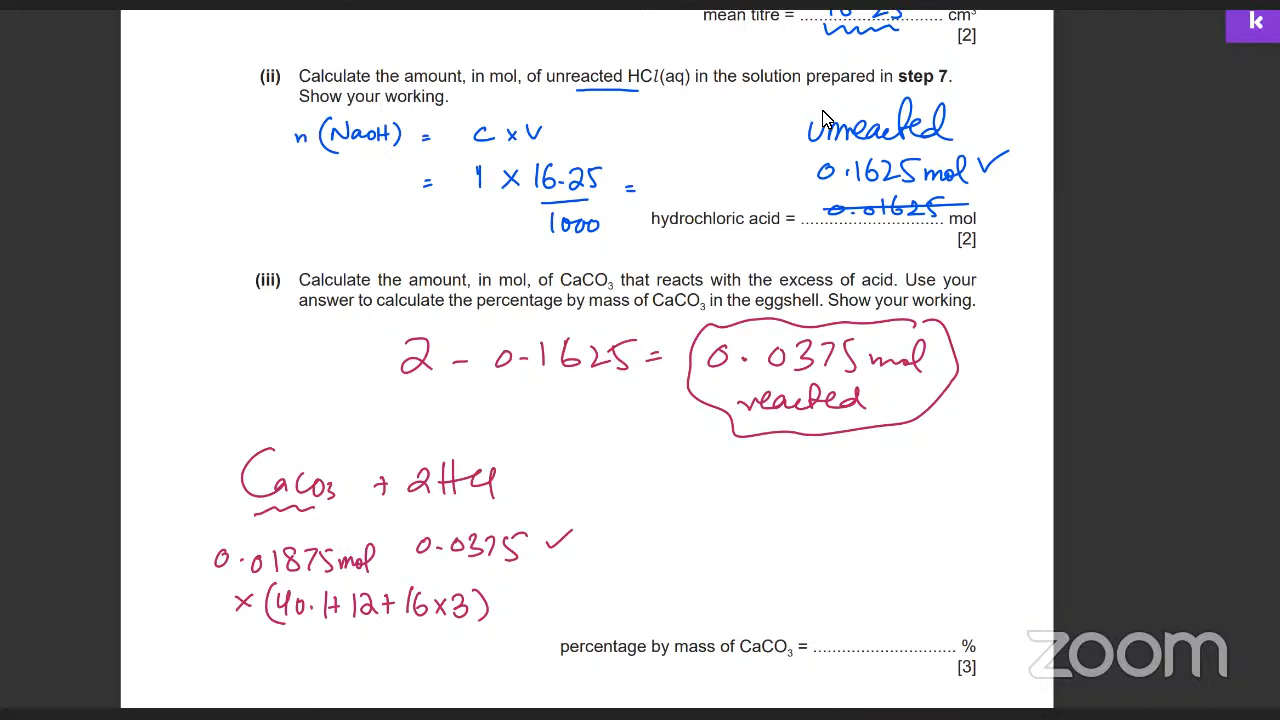 k
mean titre = 16.25 cm³
[2]
(ii) Calculate the amount, in mol, of unreacted HCl(aq) in the solution prepared in step 7.
Show your working.
n (NaOH) = C × V
unreacted
= 1 × 16.25 / 1000 =
0.1625 mol ✓
0.01625
hydrochloric acid = ............................ mol
[2]
(iii) Calculate the amount, in mol, of CaCO₃ that reacts with the excess of acid. Use your
answer to calculate the percentage by mass of CaCO₃ in the eggshell. Show your working.
2 - 0.1625 = 0.0375 mol
reacted
CaCO3 + 2HCl
0.01875 mol 0.0375 ✓
× (40.1 + 12 + 16 × 3)
percentage by mass of CaCO₃ = ............................ %
[3]
zoom